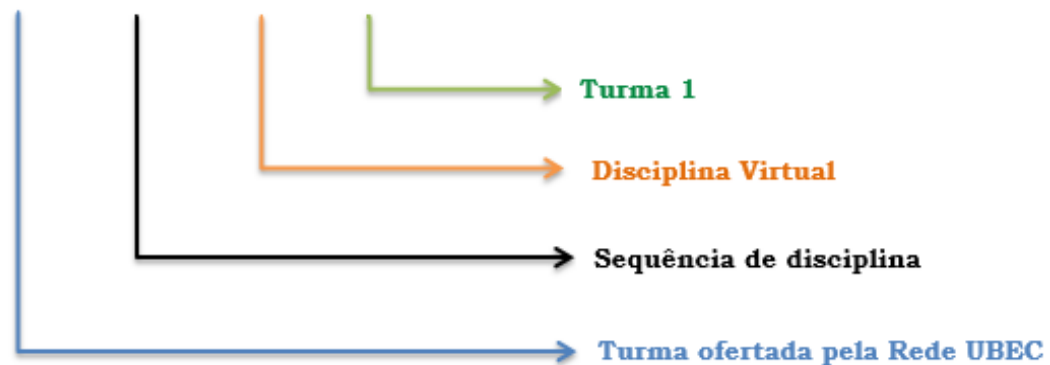 Turma 1
Disciplina Virtual
Sequência de disciplina
Turma ofertada pela Rede UBEC